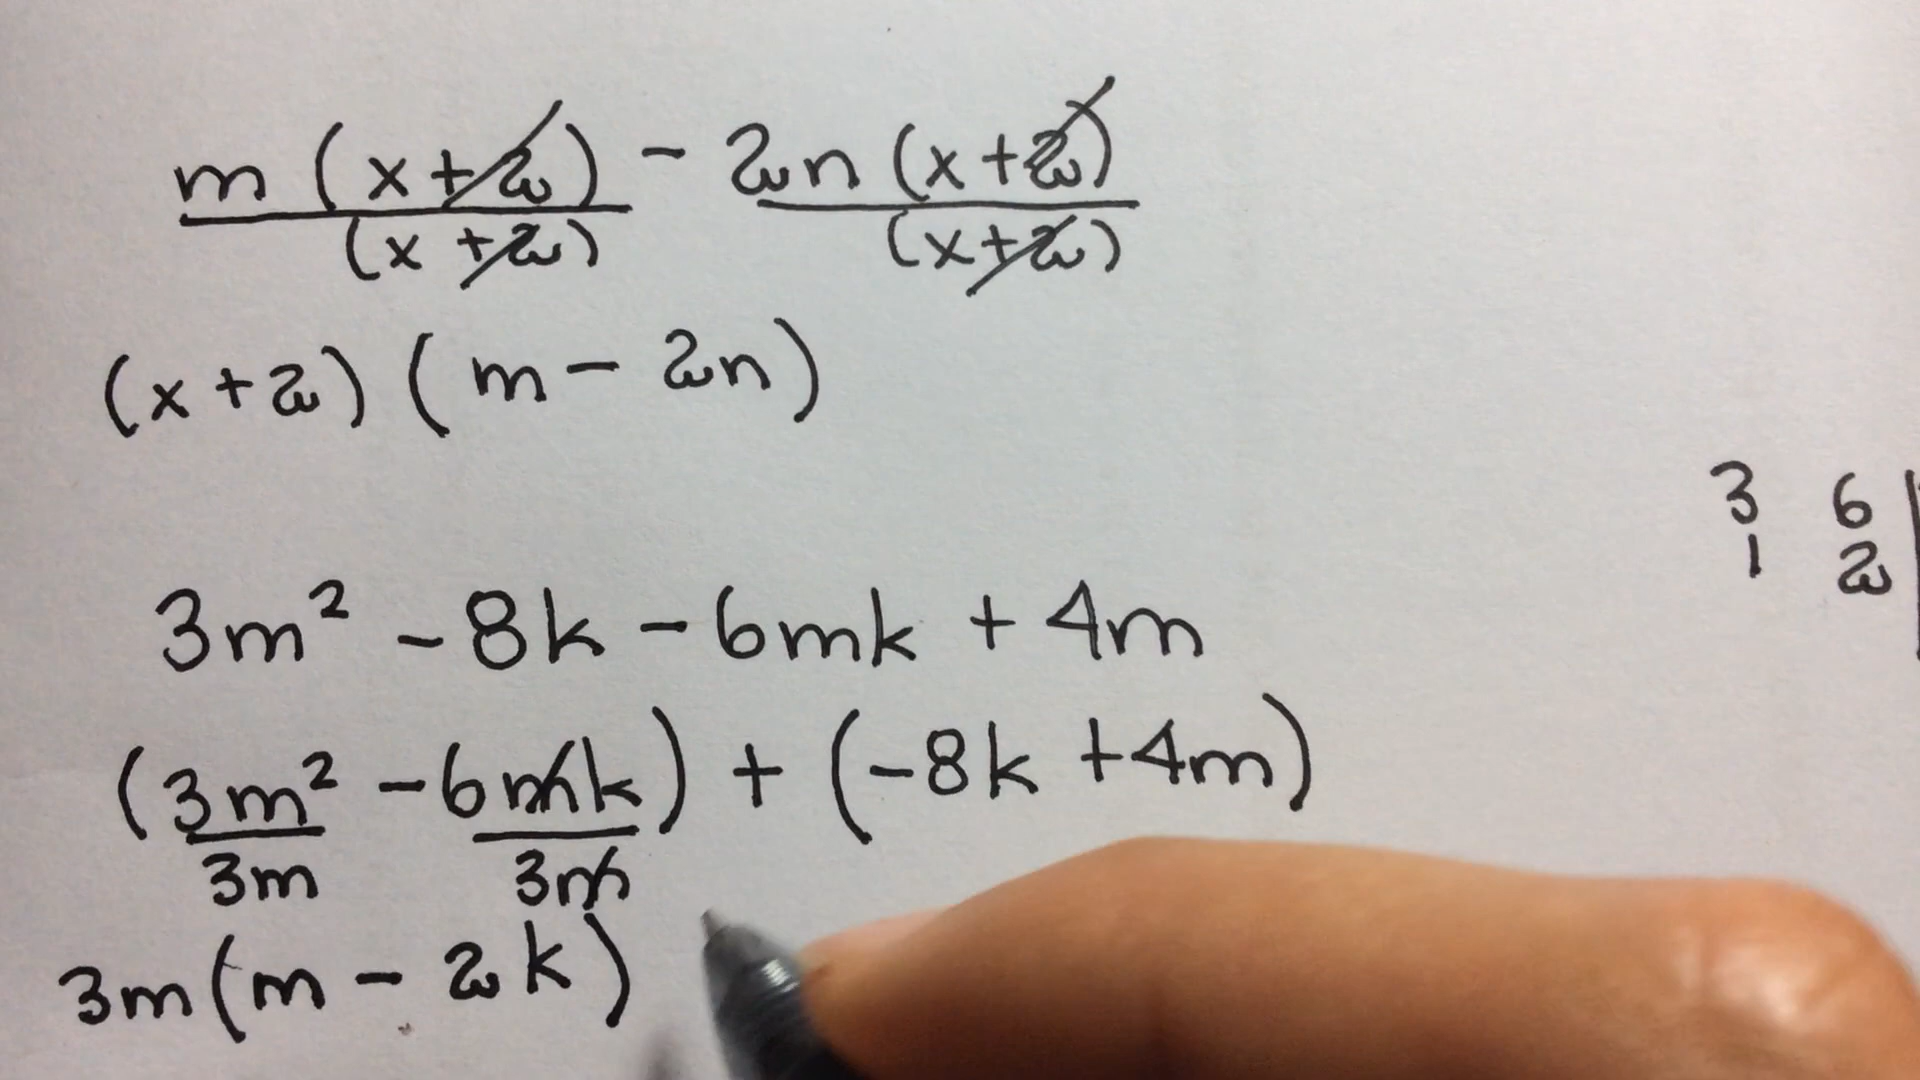 m (x+2) - 2n (x+2)
(x+2) (x+2)
(x+2) (m - 2n)
3 6
1 2
3m² - 8k - 6mk + 4m
(3m² - 6mk) + (-8k +4m)
3m 3m
3m(m - 2k)